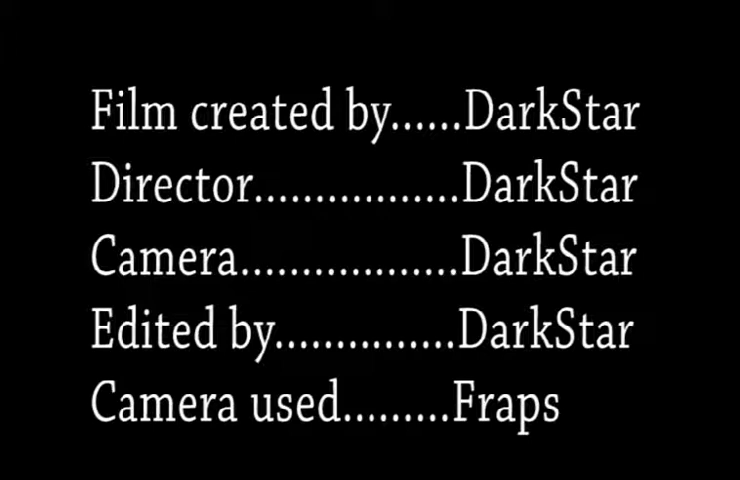 Film created by......DarkStar
Director.................DarkStar
Camera..................DarkStar
Edited by...............DarkStar
Camera used.........Fraps